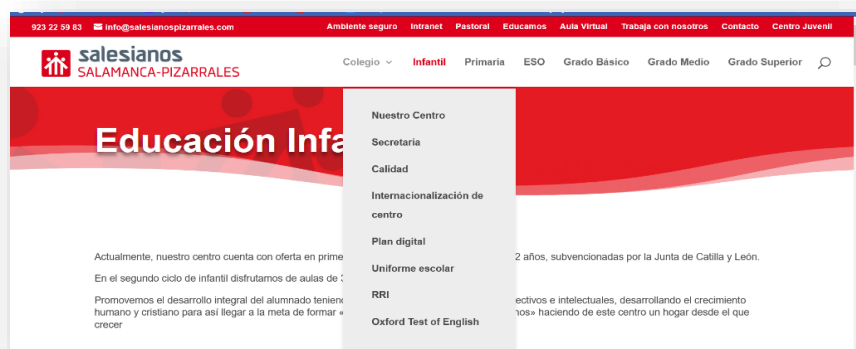 923 22 59 83 info@salesianospizarrales.com Ambiente seguro Intranet Pastoral Educamos Aula Virtual Trabaja con nosotros Contacto Centro Juvenil
salesianos
SALAMANCA-PIZARRALES
Colegio Infantil Primaria ESO Grado Básico Grado Medio Grado Superior
Educación Infa
Nuestro Centro
Secretaria
Calidad
Internacionalización de
centro
Plan digital
Uniforme escolar
RRI
Oxford Test of English
Actualmente, nuestro centro cuenta con oferta en prime 2 años, subvencionadas por la Junta de Catilla y León.
En el segundo ciclo de infantil disfrutamos de aulas de 3
Promovemos el desarrollo integral del alumnado teniend ectivos e intelectuales, desarrollando el crecimiento
humano y cristiano para así llegar a la meta de formar « nos» haciendo de este centro un hogar desde el que
crecer